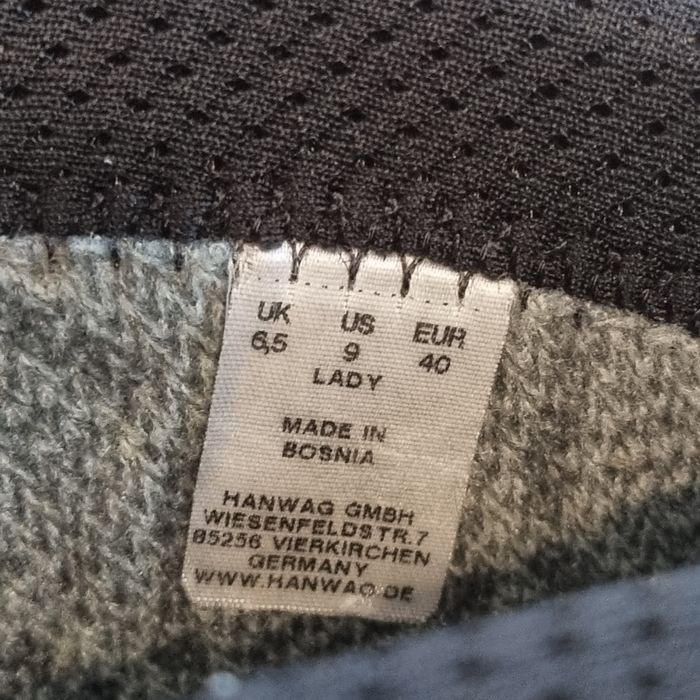 UK US EUR
6,5 9 40
LADY
MADE IN
BOSNIA
HANWAG GMBH
WIESENFELDSTR.7
85256 VIERKIRCHEN
GERMANY
WWW.HANWAG.DE